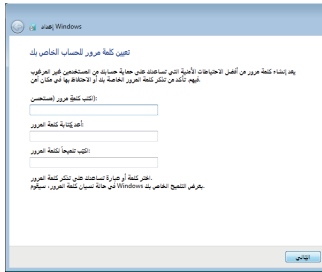 إعداد Windows
تعيين كلمة مرور للحساب الخاص بك
يعد إنشاء كلمة مرور من أفضل الاحتياطات الأمنية التي تساعدك على حماية حسابك من المستخدمين غير المرغوب
فيهم. تأكد من تذكر كلمة المرور الخاصة بك أو الاحتفاظ بها في مكان آمن.
اكتب كلمة مرور (مستحسن):
أعد كتابة كلمة المرور:
اكتب تلميحاً لكلمة المرور:
اختر كلمة أو عبارة تساعدك على تذكر كلمة المرور.
في حالة نسيان كلمة المرور، سيقوم Windows بعرض التلميح الخاص بك.
التالي